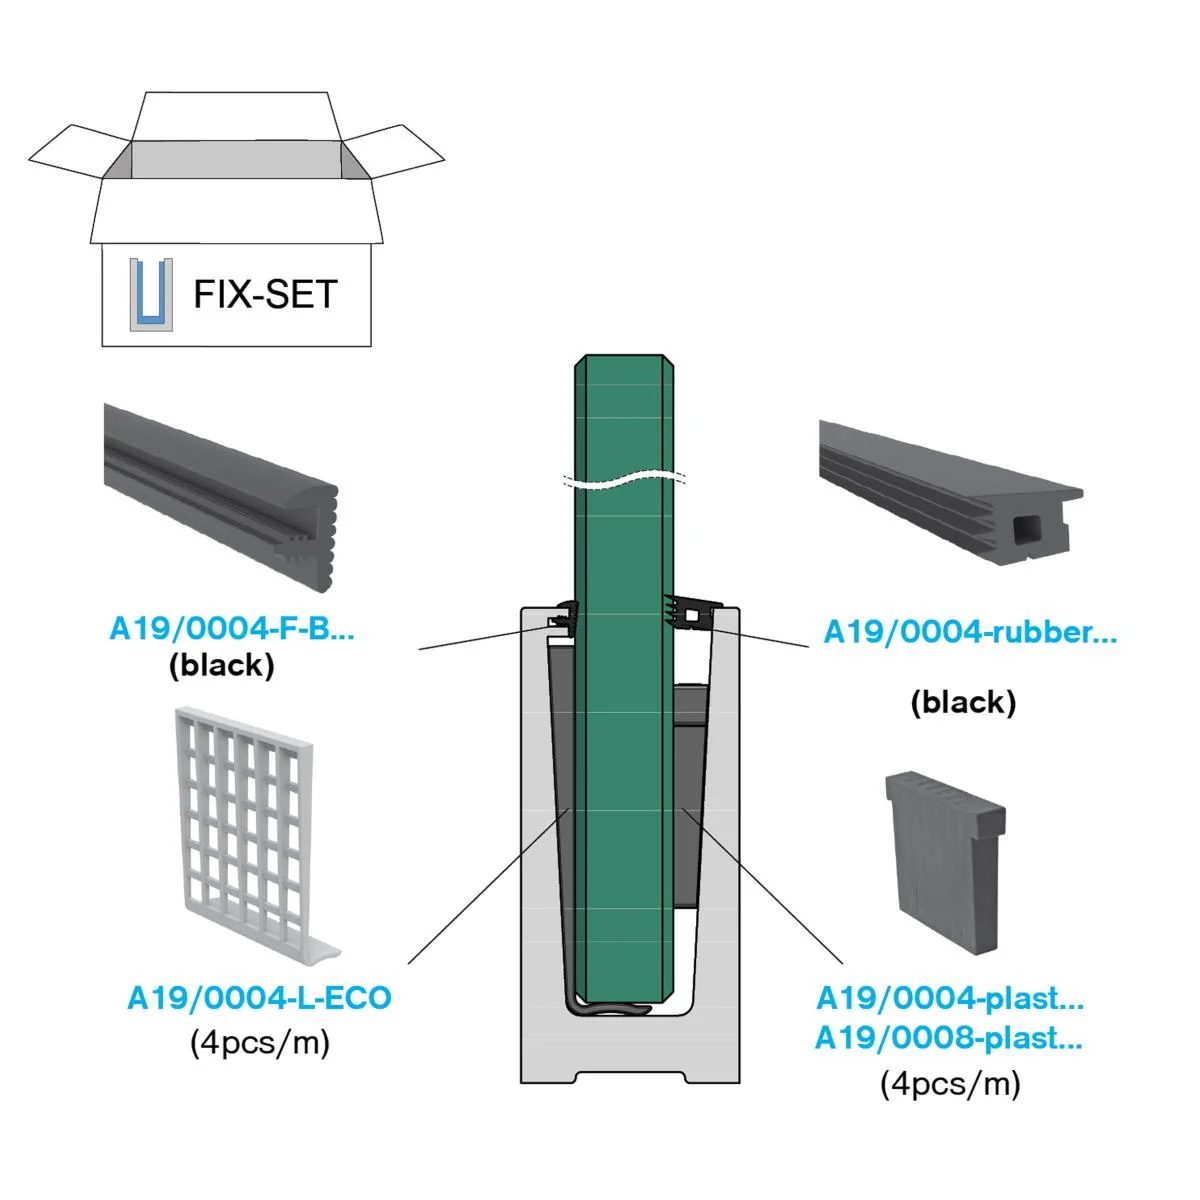 FIX-SET
A19/0004-F-B...
(black)
A19/0004-rubber...
(black)
A19/0004-L-ECO
(4pcs/m)
A19/0004-plast...
A19/0008-plast...
(4pcs/m)